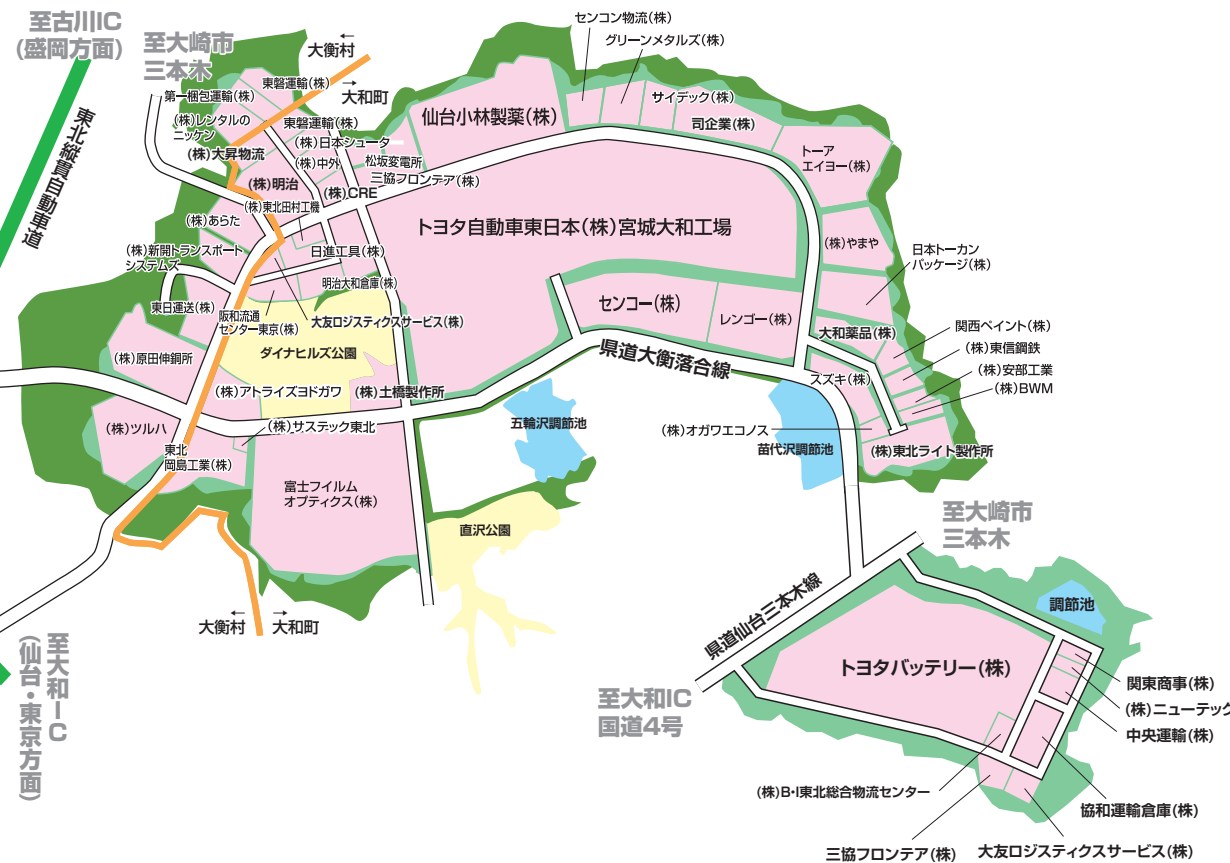 至古川IC
(盛岡方面)
至大崎市
三本木
←
大衡村
→
大和町
東北縦貫自動車道
第一梱包運輸(株)
東磐運輸(株)
(株)レンタルの
ニッケン
東磐運輸(株)
(株)日本シュータ
(株)大昇物流
(株)中外
松坂変電所
三協フロンテア(株)
(株)明治
(株)CRE
(株)東北田村工機
(株)あらた
(株)新開トランスポート
システムズ
日進工具(株)
明治大和倉庫(株)
東日運送(株)
阪和流通
センター東京(株)
大友ロジスティクスサービス(株)
ダイナヒルズ公園
(株)原田伸銅所
(株)アトライズヨドガワ
(株)土橋製作所
(株)ツルハ
(株)サステック東北
東北
岡島工業(株)
富士フイルム
オプティクス(株)
仙台小林製薬(株)
センコン物流(株)
グリーンメタルズ(株)
サイデック(株)
司企業(株)
トーア
エイヨー(株)
トヨタ自動車東日本(株)宮城大和工場
(株)やまや
日本トーカン
パッケージ(株)
センコー(株)
レンゴー(株)
大和薬品(株)
関西ペイント(株)
(株)東信鋼鉄
(株)安部工業
(株)BWM
県道大衡落合線
スズキ(株)
(株)オガワエコノス
(株)東北ライト製作所
五輪沢調節池
苗代沢調節池
直沢公園
←
大衡村
→
大和町
至大和IC
(仙台・東京方面)
至大崎市
三本木
県道仙台三本木線
至大和IC
国道4号
調節池
トヨタバッテリー(株)
関東商事(株)
(株)ニューテック
中央運輸(株)
(株)B・I東北総合物流センター
協和運輸倉庫(株)
三協フロンテア(株)
大友ロジスティクスサービス(株)